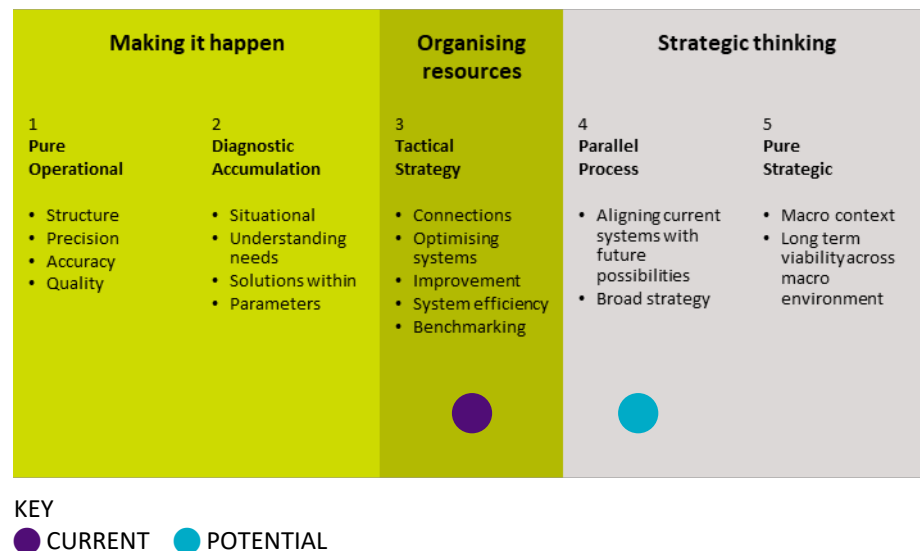 Making it happen
Organising
resources
Strategic thinking
1
Pure
Operational
• Structure
• Precision
• Accuracy
• Quality
2
Diagnostic
Accumulation
• Situational
• Understanding
needs
• Solutions within
• Parameters
3
Tactical
Strategy
• Connections
• Optimising
systems
• Improvement
• System efficiency
• Benchmarking
4
Parallel
Process
• Aligning current
systems with
future
possibilities
• Broad strategy
5
Pure
Strategic
• Macro context
• Long term
viability across
macro
environment
KEY
CURRENT POTENTIAL